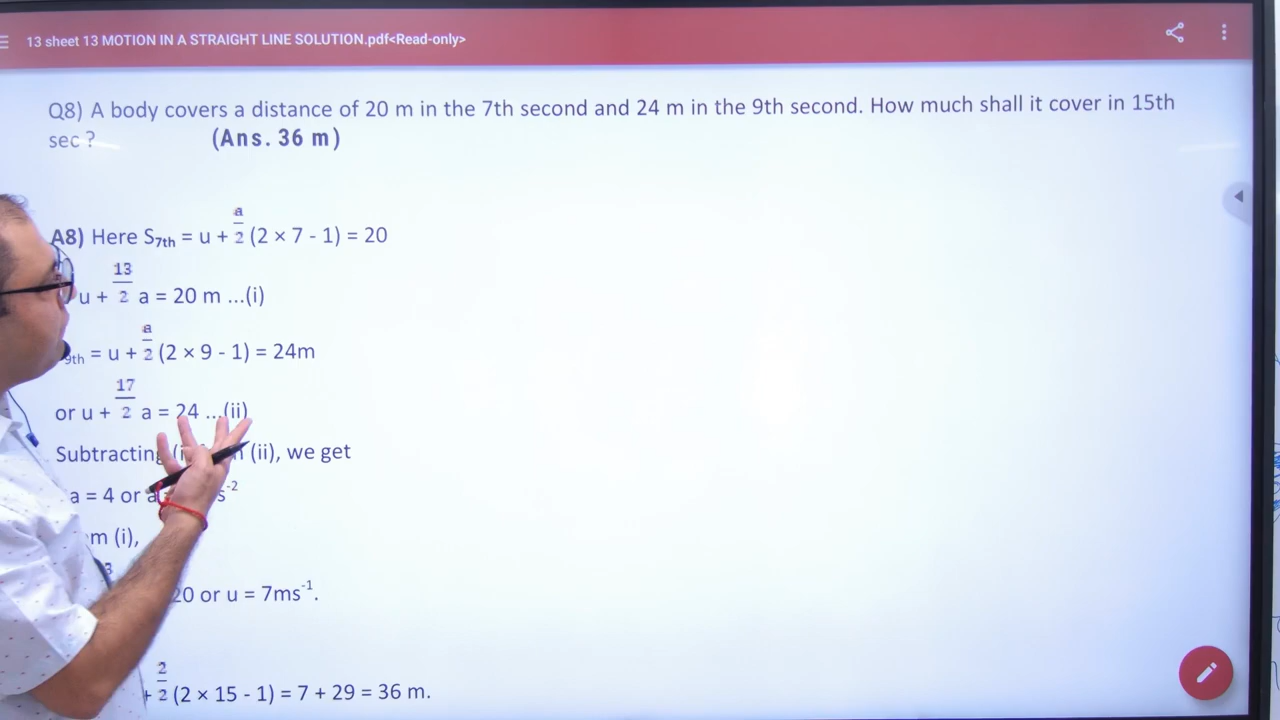 13 sheet 13 MOTION IN A STRAIGHT LINE SOLUTION.pdf<Read-only>
Q8) A body covers a distance of 20 m in the 7th second and 24 m in the 9th second. How much shall it cover in 15th
sec ? (Ans. 36 m)
A8) Here S7th = u + a/2 (2 × 7 - 1) = 20
u + 13/2 a = 20 m ...(i)
9th = u + a/2 (2 × 9 - 1) = 24m
or u + 17/2 a = 24 ...(ii)
Subtracting (ii), we get
a = 4 or s⁻²
(i),
20 or u = 7ms⁻¹.
+ 2/2 (2 × 15 - 1) = 7 + 29 = 36 m.